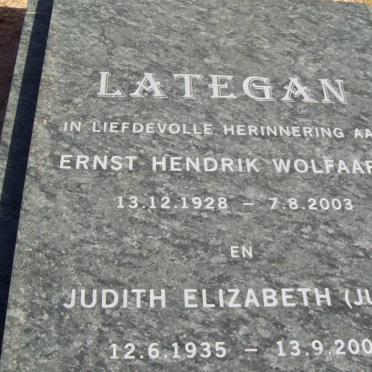 LATEGAN
IN LIEFDEVOLLE HERINNERING AA
ERNST HENDRIK WOLFAA
13.12.1928 – 7.8.2003
EN
JUDITH ELIZABETH (JU
12.6.1935 – 13.9.200